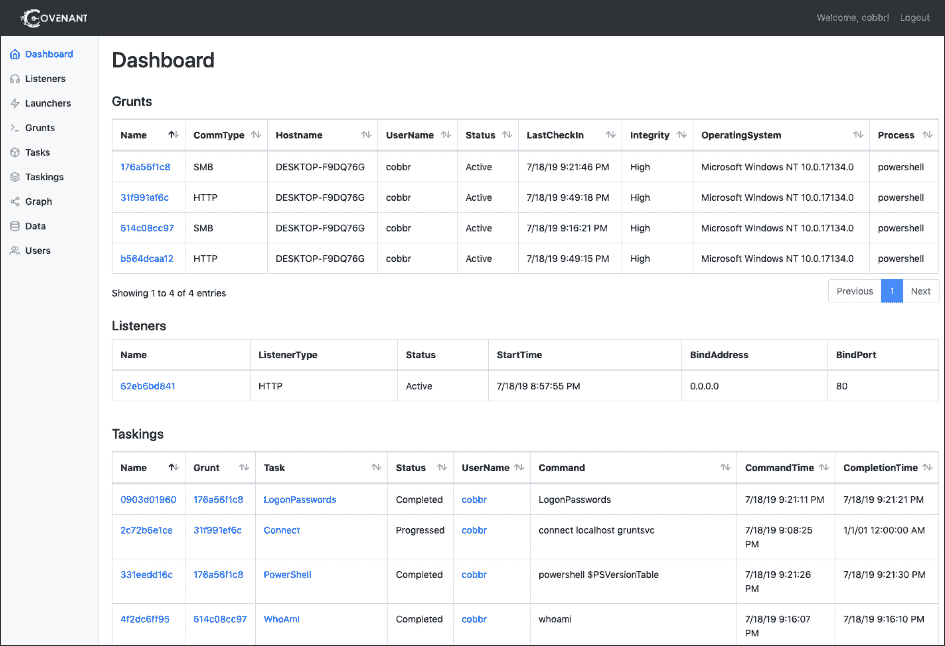 COVENANT
Welcome, cobbr! Logout
Dashboard
Listeners
Launchers
Grunts
Tasks
Taskings
Graph
Data
Users
Dashboard
Grunts
Name CommType Hostname UserName Status LastCheckIn Integrity OperatingSystem Process
176a56f1c8 SMB DESKTOP-F9DQ76G cobbr Active 7/18/19 9:21:46 PM High Microsoft Windows NT 10.0.17134.0 powershell
31f991ef6c HTTP DESKTOP-F9DQ76G cobbr Active 7/18/19 9:49:18 PM High Microsoft Windows NT 10.0.17134.0 powershell
514c08cc97 SMB DESKTOP-F9DQ76G cobbr Active 7/18/19 9:16:21 PM High Microsoft Windows NT 10.0.17134.0 powershell
b564dcaa12 HTTP DESKTOP-F9DQ76G cobbr Active 7/18/19 9:49:15 PM High Microsoft Windows NT 10.0.17134.0 powershell
Showing 1 to 4 of 4 entries
Previous 1 Next
Listeners
Name ListenerType Status StartTime BindAddress BindPort
62eb6bd841 HTTP Active 7/18/19 8:57:55 PM 0.0.0.0 80
Taskings
Name Grunt Task Status UserName Command CommandTime CompletionTime
0903d01960 176a56f1c8 LogonPasswords Completed cobbr LogonPasswords 7/18/19 9:21:11 PM 7/18/19 9:21:21 PM
2c72b6e1ce 31f991ef6c Connect Progressed cobbr connect localhost gruntsvc 7/18/19 9:08:25 1/1/01 12:00:00 AM
PM
331eedd16c 176a56f1c8 PowerShell Completed cobbr powershell $PSVersionTable 7/18/19 9:21:26 7/18/19 9:21:30 PM
PM
4f2dc6ff95 514c08cc97 WhoAmI Completed cobbr whoami 7/18/19 9:16:07 7/18/19 9:16:10 PM
PM